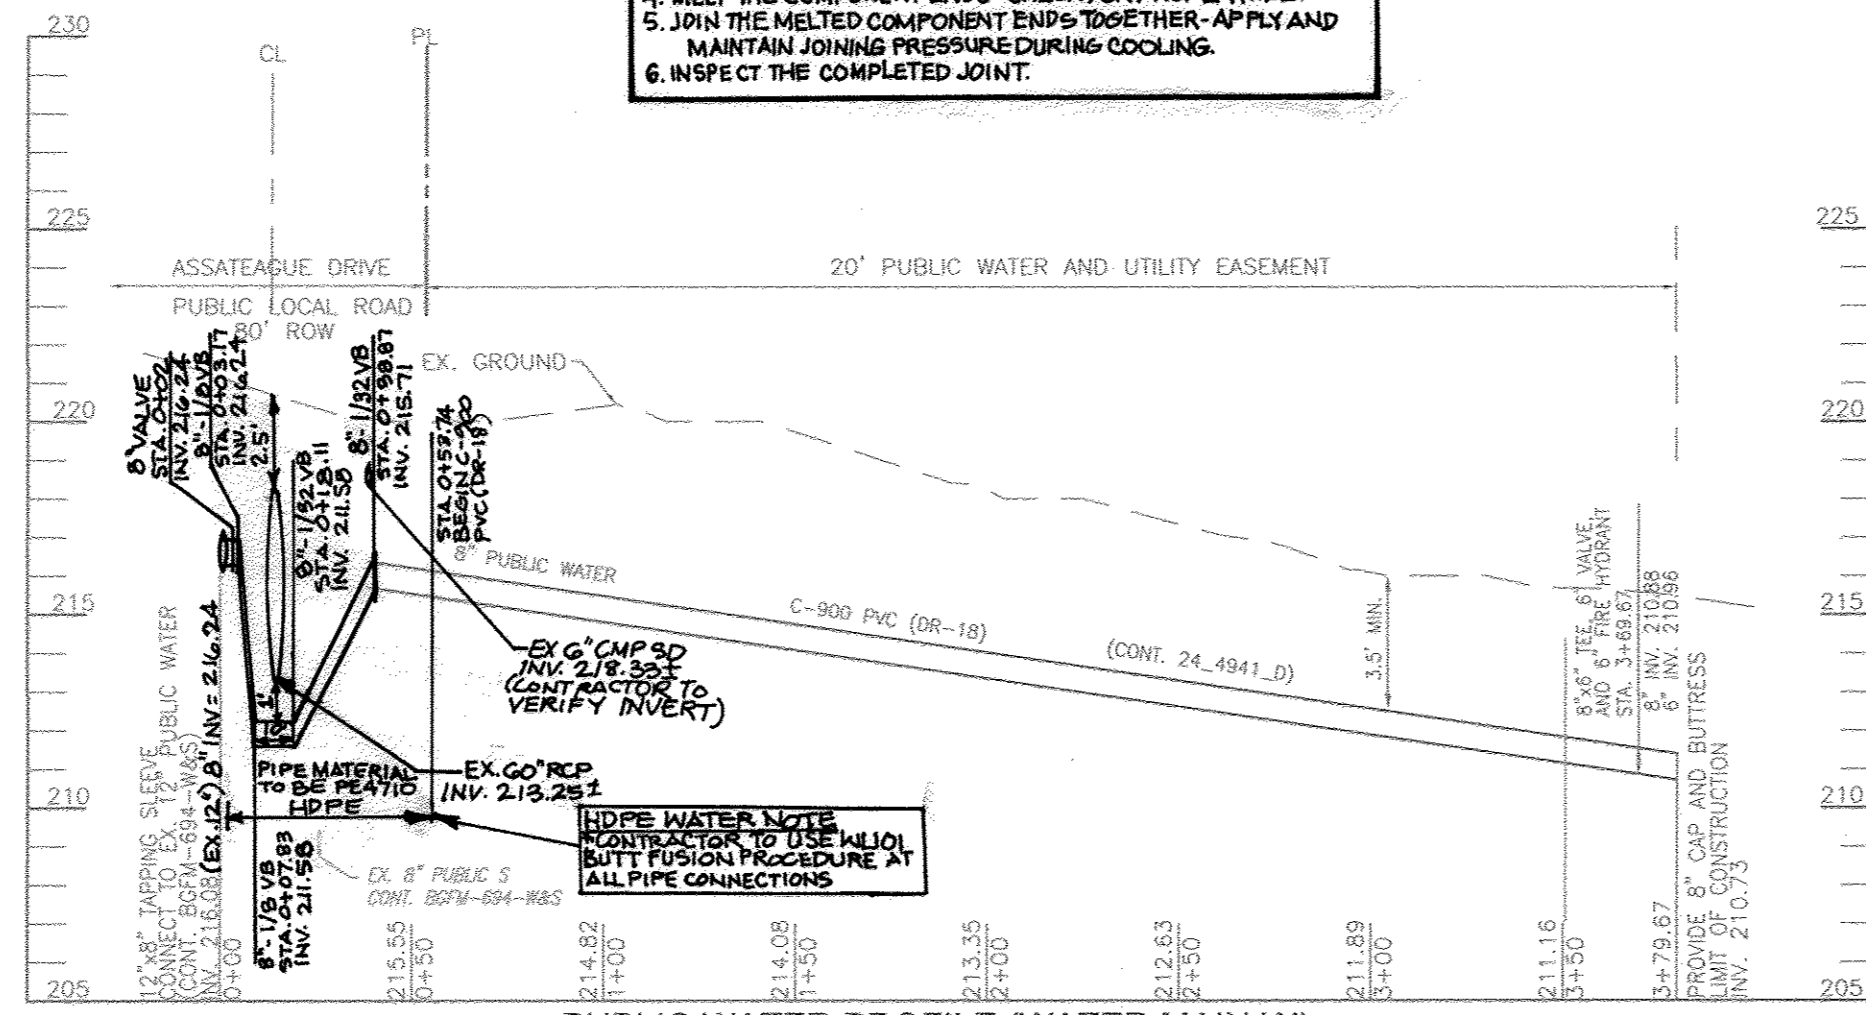 5. JOIN THE MELTED COMPONENT ENDS TOGETHER-APPLY AND
MAINTAIN JOINING PRESSURE DURING COOLING.
6. INSPECT THE COMPLETED JOINT.
230
CL
PL
225
225
ASSATEAGUE DRIVE
PUBLIC LOCAL ROAD
80' ROW
20' PUBLIC WATER AND UTILITY EASEMENT
EX. GROUND
220
220
8" VALVE
STA. 0+02
INV. 216.24
8"-1/8 VB
STA. 0+03.17
INV. 216.24
2.5'
8"-1/32 VB
STA. 0+18.11
INV. 211.58
8"-1/32 VB
INV. 215.71
BEGIN C-900
PVC (DR-18)
8" PUBLIC WATER
C-900 PVC (DR-18)
(CONT. 24_4941_D)
3.5' MIN.
215
215
EX 6" CMP SD
INV. 218.33±
(CONTRACTOR TO
VERIFY INVERT)
1'
EX. 60" RCP
INV. 213.25±
PIPE MATERIAL
TO BE PE4710
HDPE
210
210
HDPE WATER NOTE
*CONTRACTOR TO USE WU01
BUTT FUSION PROCEDURE AT
ALL PIPE CONNECTIONS
EX. 8" PUBLIC S
CONT. BGFM-694-W&S
12"x8" TAPPING SLEEVE
CONNECT TO EX. 12" PUBLIC WATER
(CONT. BGFM-694-W&S)
INV. 216.08
(EX. 12") 8" INV = 216.24
8"-1/8 VB
STA. 0+07.83
INV. 211.58
8"x6" TEE, 6" VALVE
AND 6" FIRE HYDRANT
STA. 3+69.67
8" INV. 210.88
6" INV. 210.96
PROVIDE 8" CAP AND BUTTRESS
LIMIT OF CONSTRUCTION
INV. 210.73
205
0+00
215.55
0+50
214.82
1+00
214.08
1+50
213.35
2+00
212.63
2+50
211.89
3+00
211.16
3+50
3+79.67
205